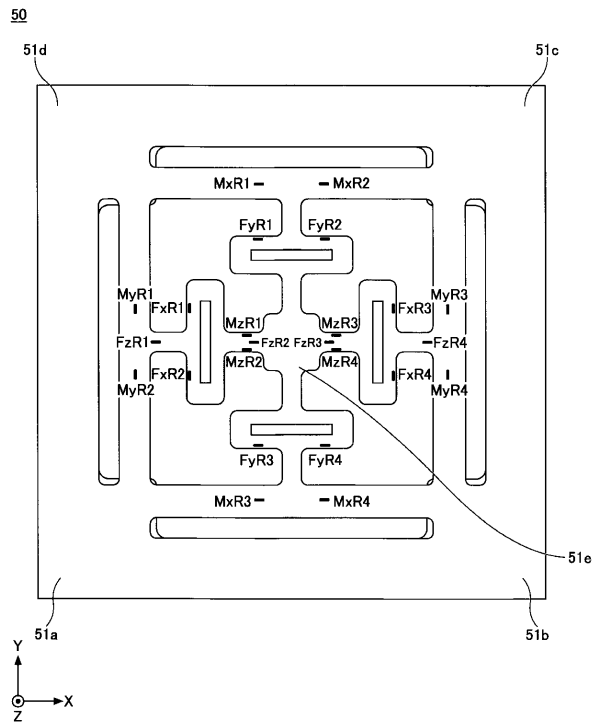 50
51d 51c
MxR1 MxR2
FyR1 FyR2
MyR1 FxR1 MzR1 MzR3 FxR3 MyR3
FzR1 FzR2 FzR3 FzR4
MyR2 FxR2 MzR2 MzR4 FxR4 MyR4
FyR3 FyR4
MxR3 MxR4
51e
51a 51b
Y
X
Z